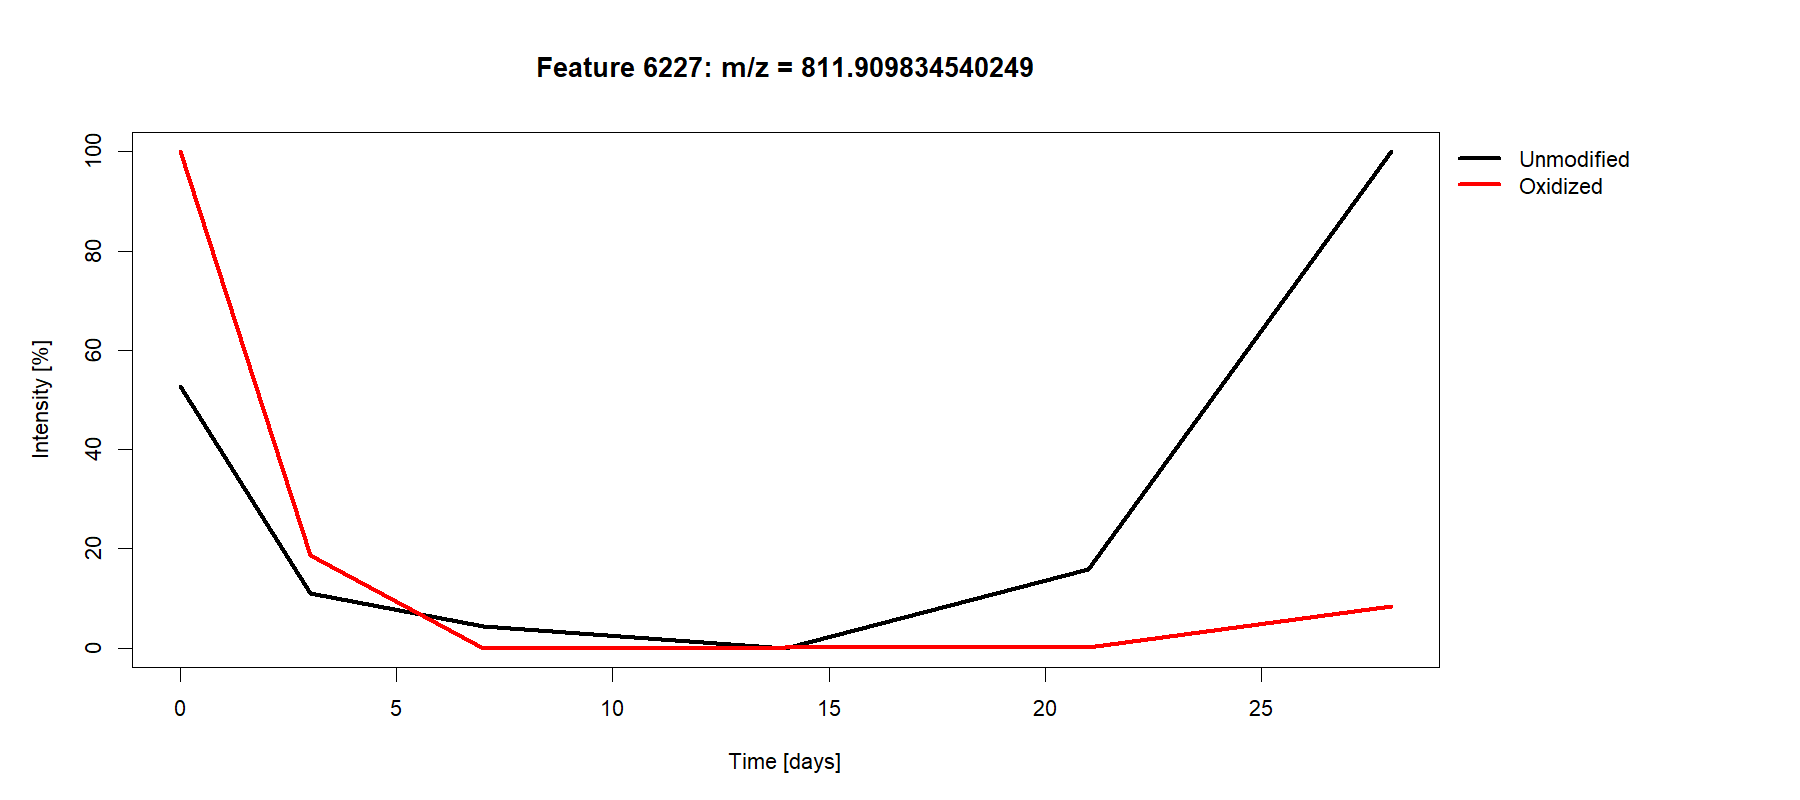 Feature 6227: m/z = 811.909834540249
Unmodified
Oxidized
Intensity [%]
100
80
60
40
20
0
0 5 10 15 20 25
Time [days]